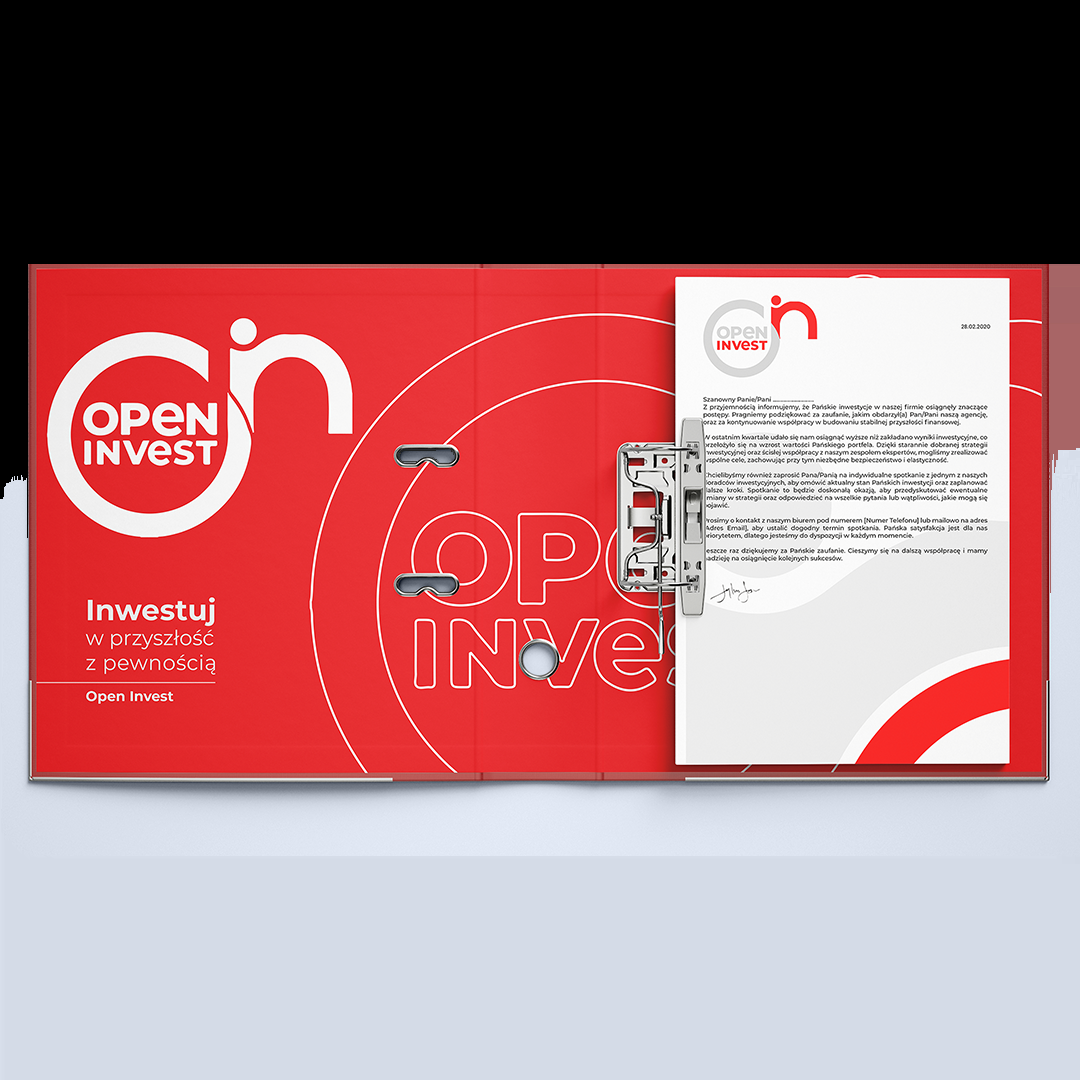 OPEN
INVEST
Inwestuj
w przyszłość
z pewnością
Open Invest
OPE
INVES
OPEN
INVEST
28.02.2020
Szanowny Panie/Pani ........................
Z przyjemnością informujemy, że Pańskie inwestycje w naszej firmie osiągnęły znaczące
postępy. Pragniemy podziękować za zaufanie, jakim obdarzył(a) Pan/Pani naszą agencję,
oraz za kontynuowanie współpracy w budowaniu stabilnej przyszłości finansowej.
W ostatnim kwartale udało się nam osiągnąć wyższe niż zakładano wyniki inwestycyjne, co
przełożyło się na wzrost wartości Pańskiego portfela. Dzięki starannie dobranej strategii
inwestycyjnej oraz ścisłej współpracy z naszym zespołem ekspertów, mogliśmy zrealizować
wspólne cele, zachowując przy tym niezbędne bezpieczeństwo i elastyczność.
Chcielibyśmy również zaprosić Pana/Panią na indywidualne spotkanie z jednym z naszych
doradców inwestycyjnych, aby omówić aktualny stan Pańskich inwestycji oraz zaplanować
dalsze kroki. Spotkanie to będzie doskonałą okazją, aby przedyskutować ewentualne
zmiany w strategii oraz odpowiedzieć na wszelkie pytania lub wątpliwości, jakie mogą się
pojawić.
Prosimy o kontakt z naszym biurem pod numerem [Numer Telefonu] lub mailowo na adres
[Adres Email], aby ustalić dogodny termin spotkania. Pańska satysfakcja jest dla nas
priorytetem, dlatego jesteśmy do dyspozycji w każdym momencie.
Jeszcze raz dziękujemy za Pańskie zaufanie. Cieszymy się na dalszą współpracę i mamy
nadzieję na osiągnięcie kolejnych sukcesów.